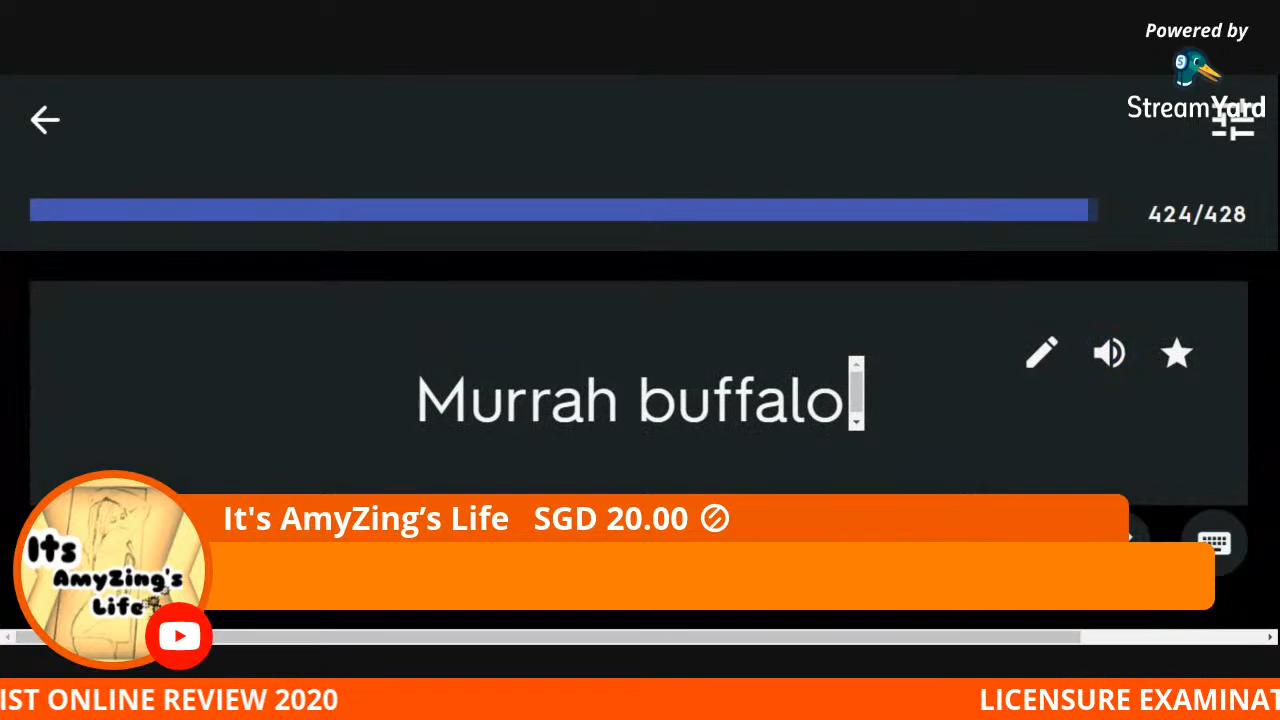 Powered by
StreamYard
424/428
Murrah buffalo
It's AmyZing’s Life SGD 20.00
Its
AmyZing's
Life
IST ONLINE REVIEW 2020 LICENSURE EXAMINAT